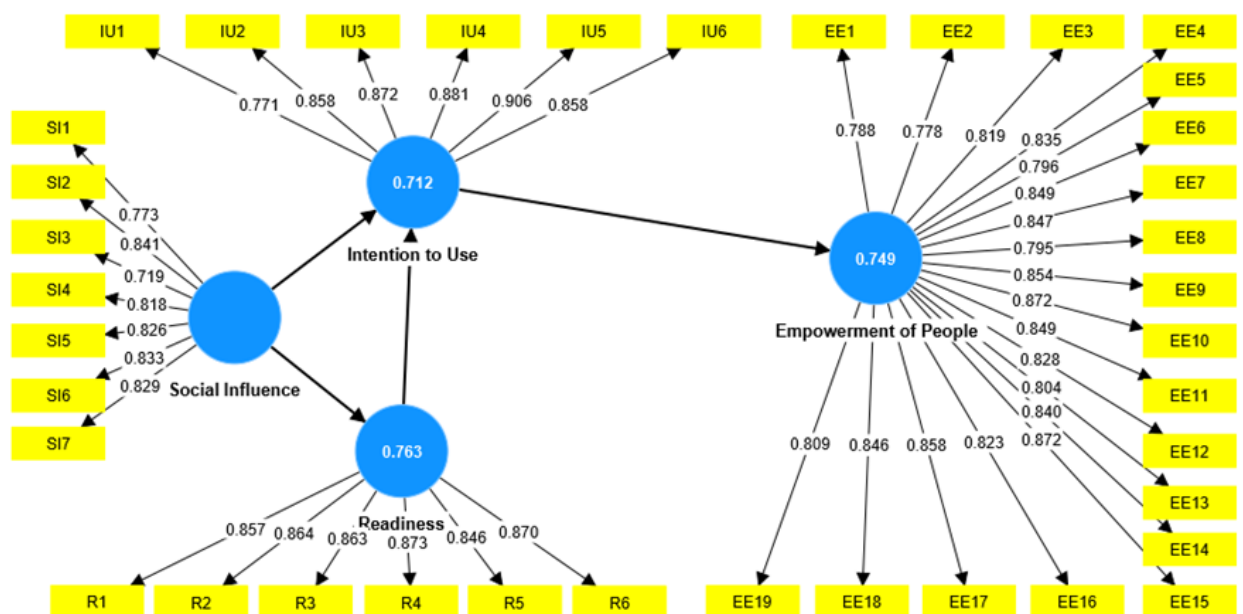 IU1 IU2 IU3 IU4 IU5 IU6 EE1 EE2 EE3 EE4
EE5
EE6
EE7
EE8
EE9
EE10
EE11
EE12
EE13
EE14
EE15
0.771 0.858 0.872 0.881 0.906 0.858
0.788 0.778 0.819 0.835
0.796
0.849
0.847
0.795
0.854
0.872
0.849
0.828
0.804
0.840
0.872
SI1
SI2
SI3
SI4
SI5
SI6
SI7
0.773
0.841
0.719
0.818
0.826
0.833
0.829
0.712
Intention to Use
0.749
Empowerment of People
Social Influence
0.763
Readiness
0.857 0.864 0.863 0.873 0.846 0.870
0.809 0.846 0.858 0.823
R1 R2 R3 R4 R5 R6 EE19 EE18 EE17 EE16